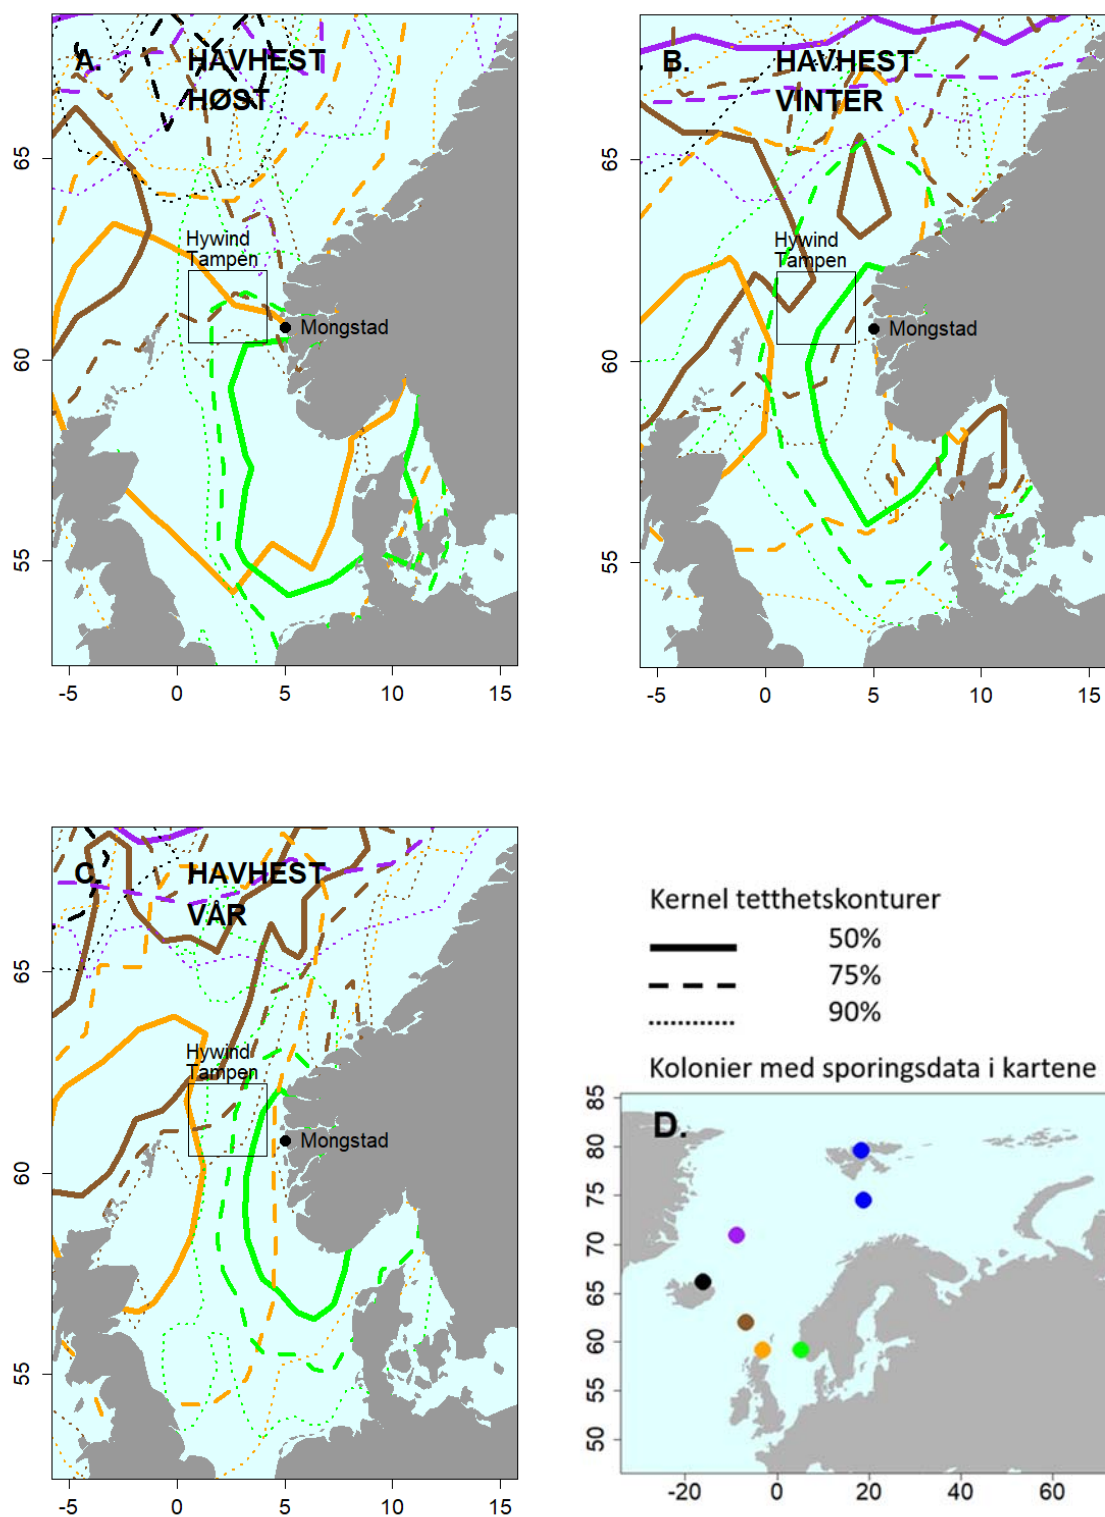 A.
HAVHEST
HØST
Hywind
Tampen
Mongstad
65
60
55
-5 0 5 10 15
B.
HAVHEST
VINTER
Hywind
Tampen
Mongstad
65
60
55
-5 0 5 10 15
C.
HAVHEST
VÅR
Hywind
Tampen
Mongstad
65
60
55
-5 0 5 10 15
Kernel tetthetskonturer
50%
75%
90%
Kolonier med sporingsdata i kartene
D.
85
80
75
70
65
60
55
50
-20 0 20 40 60